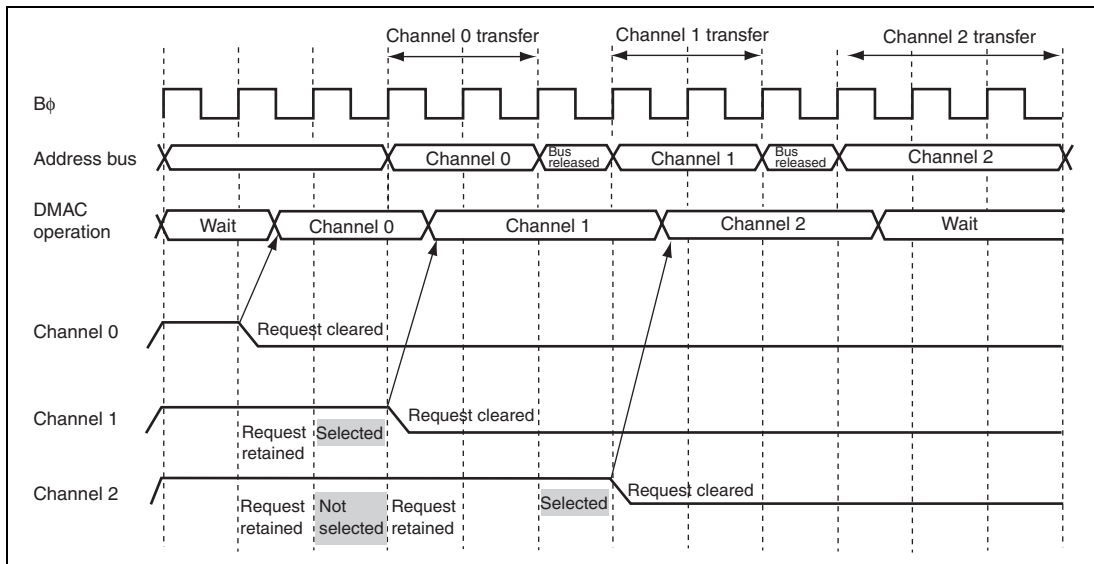 Channel 0 transfer
Channel 1 transfer
Channel 2 transfer
Bϕ
Address bus
Channel 0
Bus
released
Channel 1
Bus
released
Channel 2
DMAC
operation
Wait
Channel 0
Channel 1
Channel 2
Wait
Channel 0
Request cleared
Channel 1
Request cleared
Request
retained
Selected
Channel 2
Request cleared
Request
retained
Not
selected
Request
retained
Selected